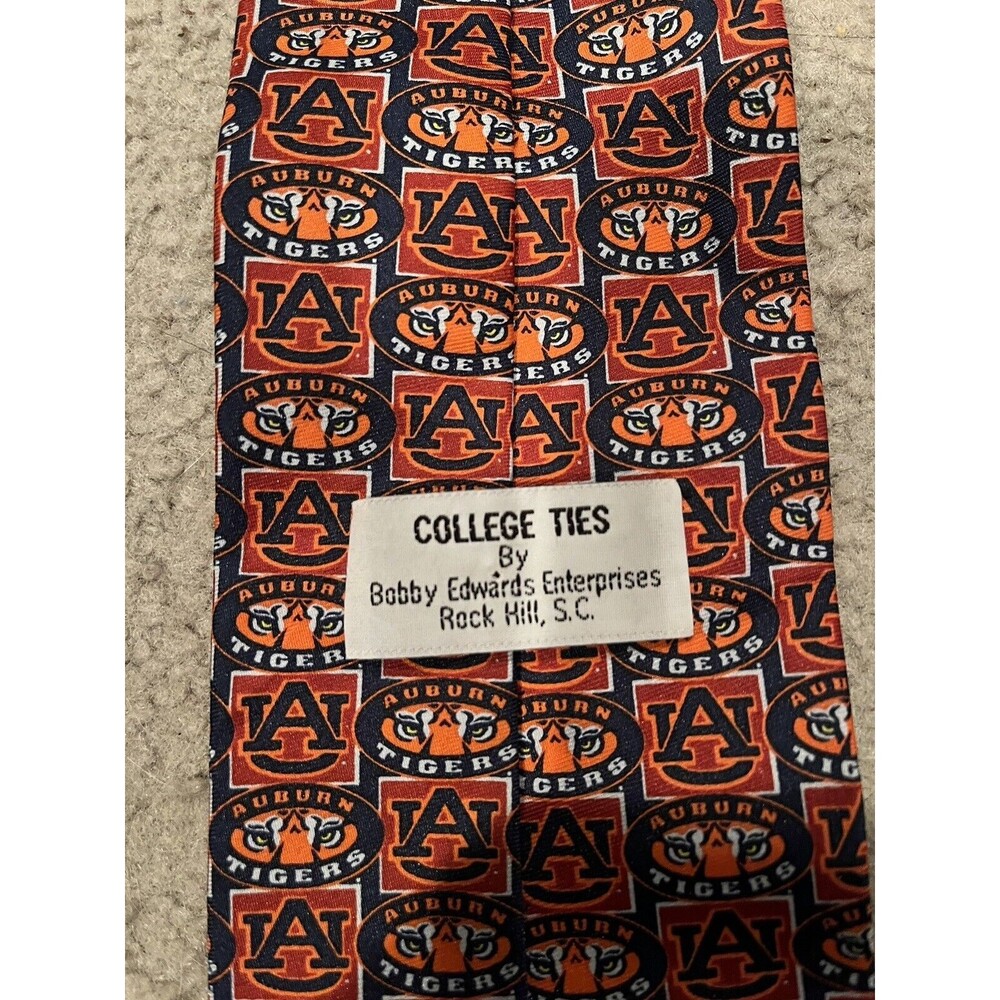 AUBURN
TIGERS
AU
COLLEGE TIES
By
Bobby Edwards Enterprises
Rock Hill, S.C.